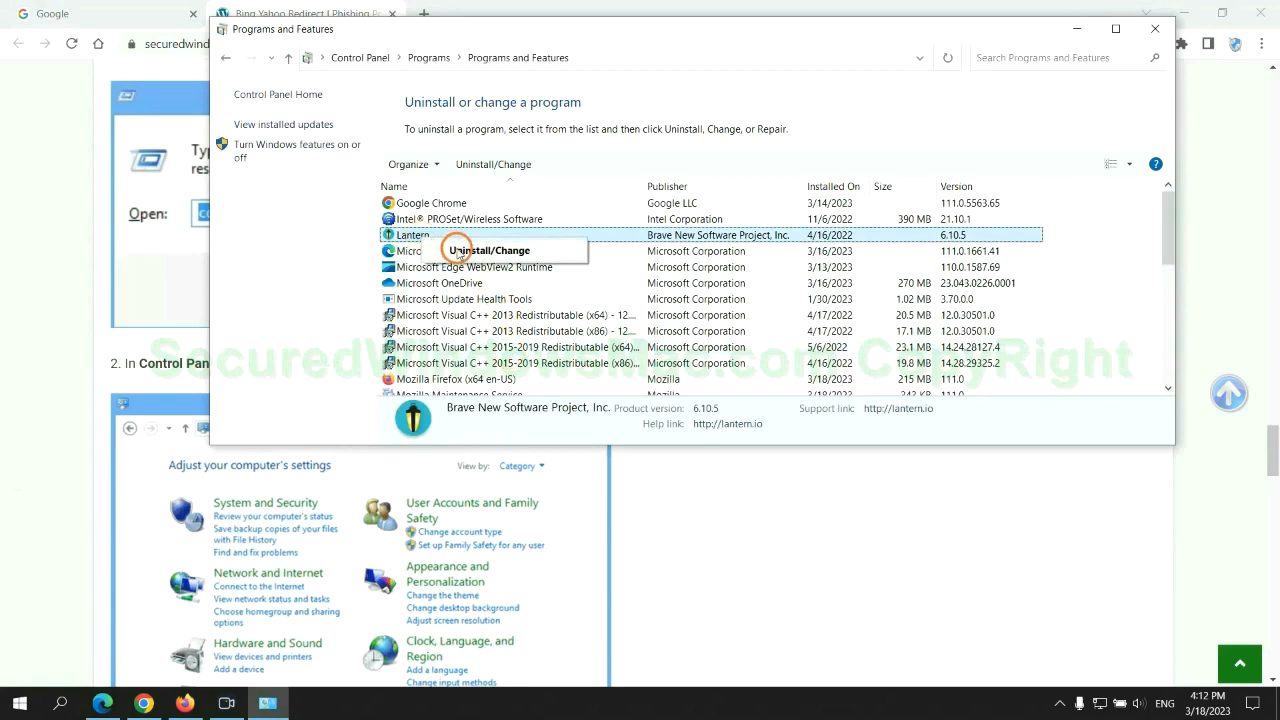 Google
Bing Yahoo Redirect | Phishing P
securedwind
Programs and Features
Control Panel
Programs
Programs and Features
Search Programs and Features
Control Panel Home
View installed updates
Turn Windows features on or
off
Uninstall or change a program
To uninstall a program, select it from the list and then click Uninstall, Change, or Repair.
Organize
Uninstall/Change
Name Publisher Installed On Size Version
Google Chrome Google LLC 3/14/2023 111.0.5563.65
Intel® PROSet/Wireless Software Intel Corporation 11/6/2022 390 MB 21.10.1
Lantern Brave New Software Project, Inc. 4/16/2022 6.10.5
Micro Microsoft Corporation 3/16/2023 111.0.1661.41
Uninstall/Change
Microsoft Edge WebView2 Runtime Microsoft Corporation 3/13/2023 110.0.1587.69
Microsoft OneDrive Microsoft Corporation 3/16/2023 270 MB 23.043.0226.0001
Microsoft Update Health Tools Microsoft Corporation 1/30/2023 1.02 MB 3.70.0.0
Microsoft Visual C++ 2013 Redistributable (x64) - 12.... Microsoft Corporation 4/17/2022 20.5 MB 12.0.30501.0
Microsoft Visual C++ 2013 Redistributable (x86) - 12.... Microsoft Corporation 4/17/2022 17.1 MB 12.0.30501.0
Microsoft Visual C++ 2015-2019 Redistributable (x64)... Microsoft Corporation 5/6/2022 23.1 MB 14.24.28127.4
Microsoft Visual C++ 2015-2019 Redistributable (x86)... Microsoft Corporation 4/16/2022 19.8 MB 14.28.29325.2
Mozilla Firefox (x64 en-US) Mozilla 3/18/2023 215 MB 111.0
Mozilla Maintenance Service Mozilla 3/18/2023 343 KB 111.0
Brave New Software Project, Inc. Product version: 6.10.5 Support link: http://lantern.io
Help link: http://lantern.io
Typ
res
Open:
2. In Control Pan
Adjust your computer's settings
View by: Category
System and Security
Review your computer's status
Save backup copies of your files
with File History
Find and fix problems
Network and Internet
Connect to the Internet
View network status and tasks
Choose homegroup and sharing
options
Hardware and Sound
View devices and printers
Add a device
User Accounts and Family
Safety
Change account type
Set up Family Safety for any user
Appearance and
Personalization
Change the theme
Change desktop background
Adjust screen resolution
Clock, Language, and
Region
Add a language
Change input methods
ENG
4:12 PM
3/18/2023